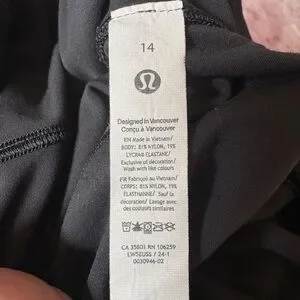 14
Designed in Vancouver
Conçu à Vancouver
EN Made in Vietnam/
BODY: 81% NYLON, 19%
LYCRA® ELASTANE/
Exclusive of decoration/
Wash with like colours
FR Fabriqué au Vietnam/
CORPS: 81% NYLON, 19%
ELASTHANNE/ Sauf la
décoration/ Lavage avec
des couleurs similaires
CA 35801 RN 106259
LW5EUSS / 24-1
0030946-02